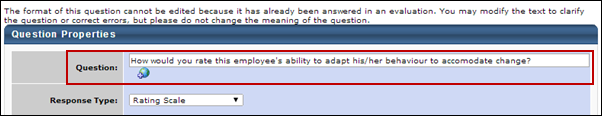 The format of this question cannot be edited because it has already been answered in an evaluation. You may modify the text to clarify
the question or correct errors, but please do not change the meaning of the question.
Question Properties
Question: How would you rate this employee's ability to adapt his/her behaviour to accomodate change?
Response Type: Rating Scale